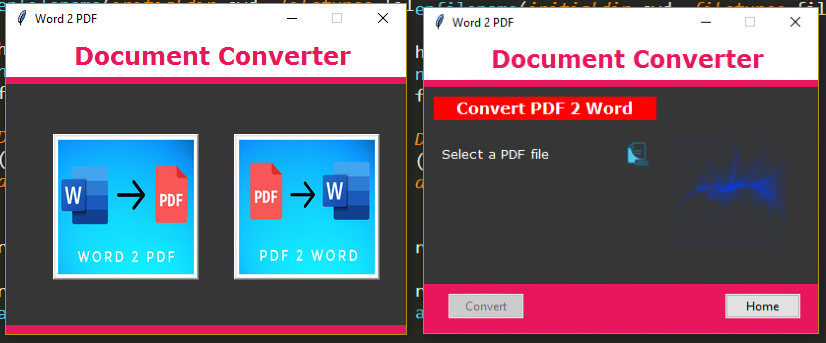 Word 2 PDF
Document Converter
W
PDF
WORD 2 PDF
PDF
W
PDF 2 WORD
Word 2 PDF
Document Converter
Convert PDF 2 Word
Select a PDF file
Convert
Home